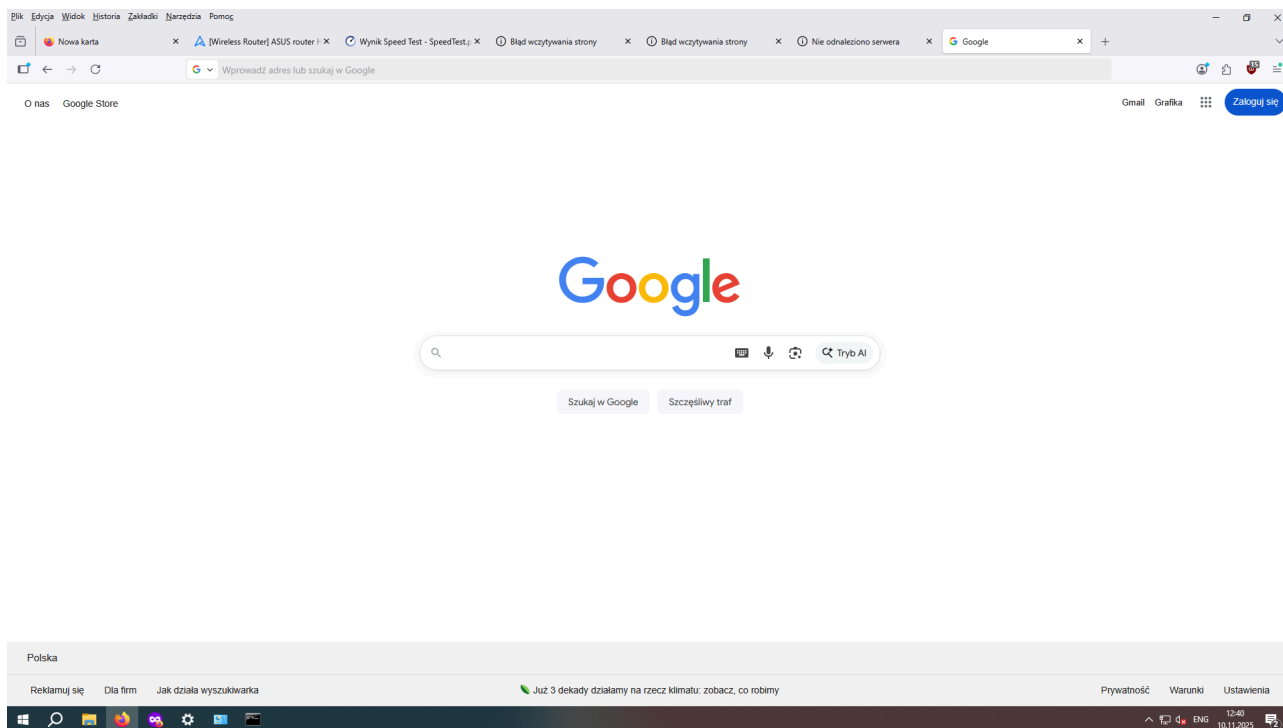 Plik Edycja Widok Historia Zakładki Narzędzia Pomoc
Nowa karta
[Wireless Router] ASUS router H
Wynik Speed Test - SpeedTest.p
Błąd wczytywania strony
Błąd wczytywania strony
Nie odnaleziono serwera
Google
Wprowadź adres lub szukaj w Google
15
O nas Google Store
Gmail Grafika
Zaloguj się
Google
Tryb AI
Szukaj w Google
Szczęśliwy traf
Polska
Reklamuj się Dla firm Jak działa wyszukiwarka
Już 3 dekady działamy na rzecz klimatu: zobacz, co robimy
Prywatność Warunki Ustawienia
ENG
12:40
10.11.2025
2